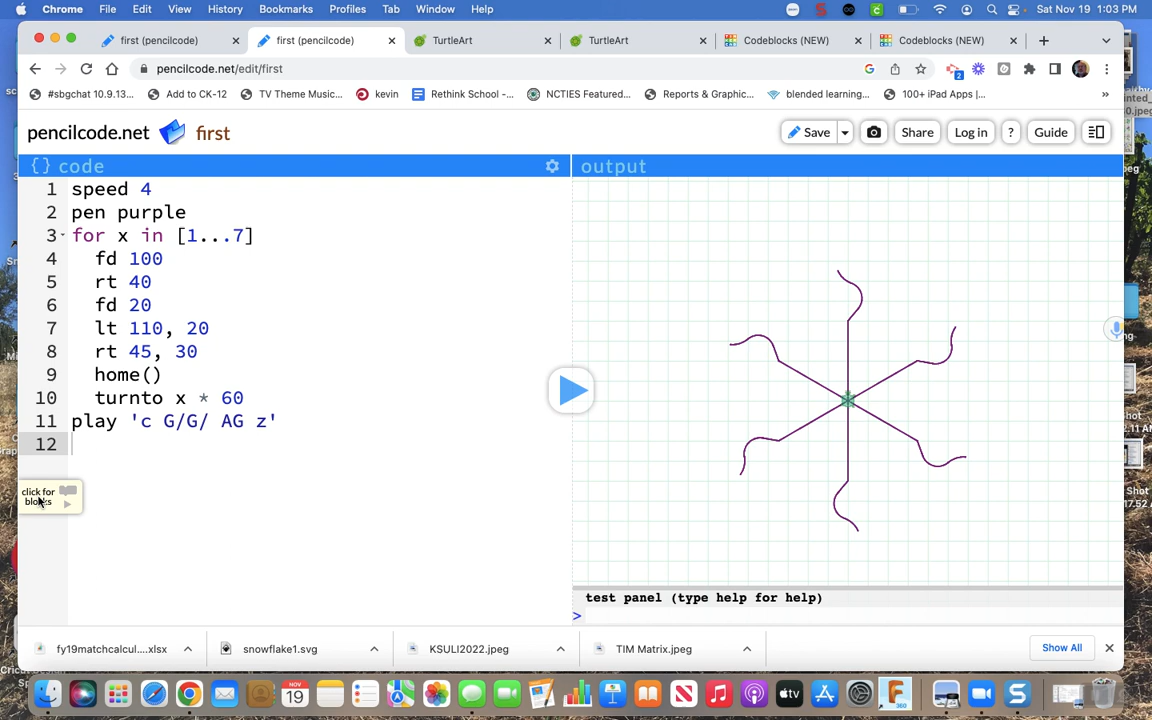 Chrome File Edit View History Bookmarks Profiles Tab Window Help Sat Nov 19 1:03 PM
first (pencilcode) first (pencilcode) TurtleArt TurtleArt Codeblocks (NEW) Codeblocks (NEW)
pencilcode.net/edit/first
#sbgchat 10.9.13... Add to CK-12 TV Theme Music... kevin Rethink School -... NCTIES Featured... Reports & Graphic... blended learning... 100+ iPad Apps |... »
pencilcode.net first Save Share Log in ? Guide
{} code output
1 speed 4
2 pen purple
3 for x in [1...7]
4 fd 100
5 rt 40
6 fd 20
7 lt 110, 20
8 rt 45, 30
9 home()
10 turnto x * 60
11 play 'c G/G/ AG z'
12
click for blocks
test panel (type help for help)
>
fy19matchcalcul....xlsx snowflake1.svg KSULI2022.jpeg TIM Matrix.jpeg Show All
NOV
19
tv
360